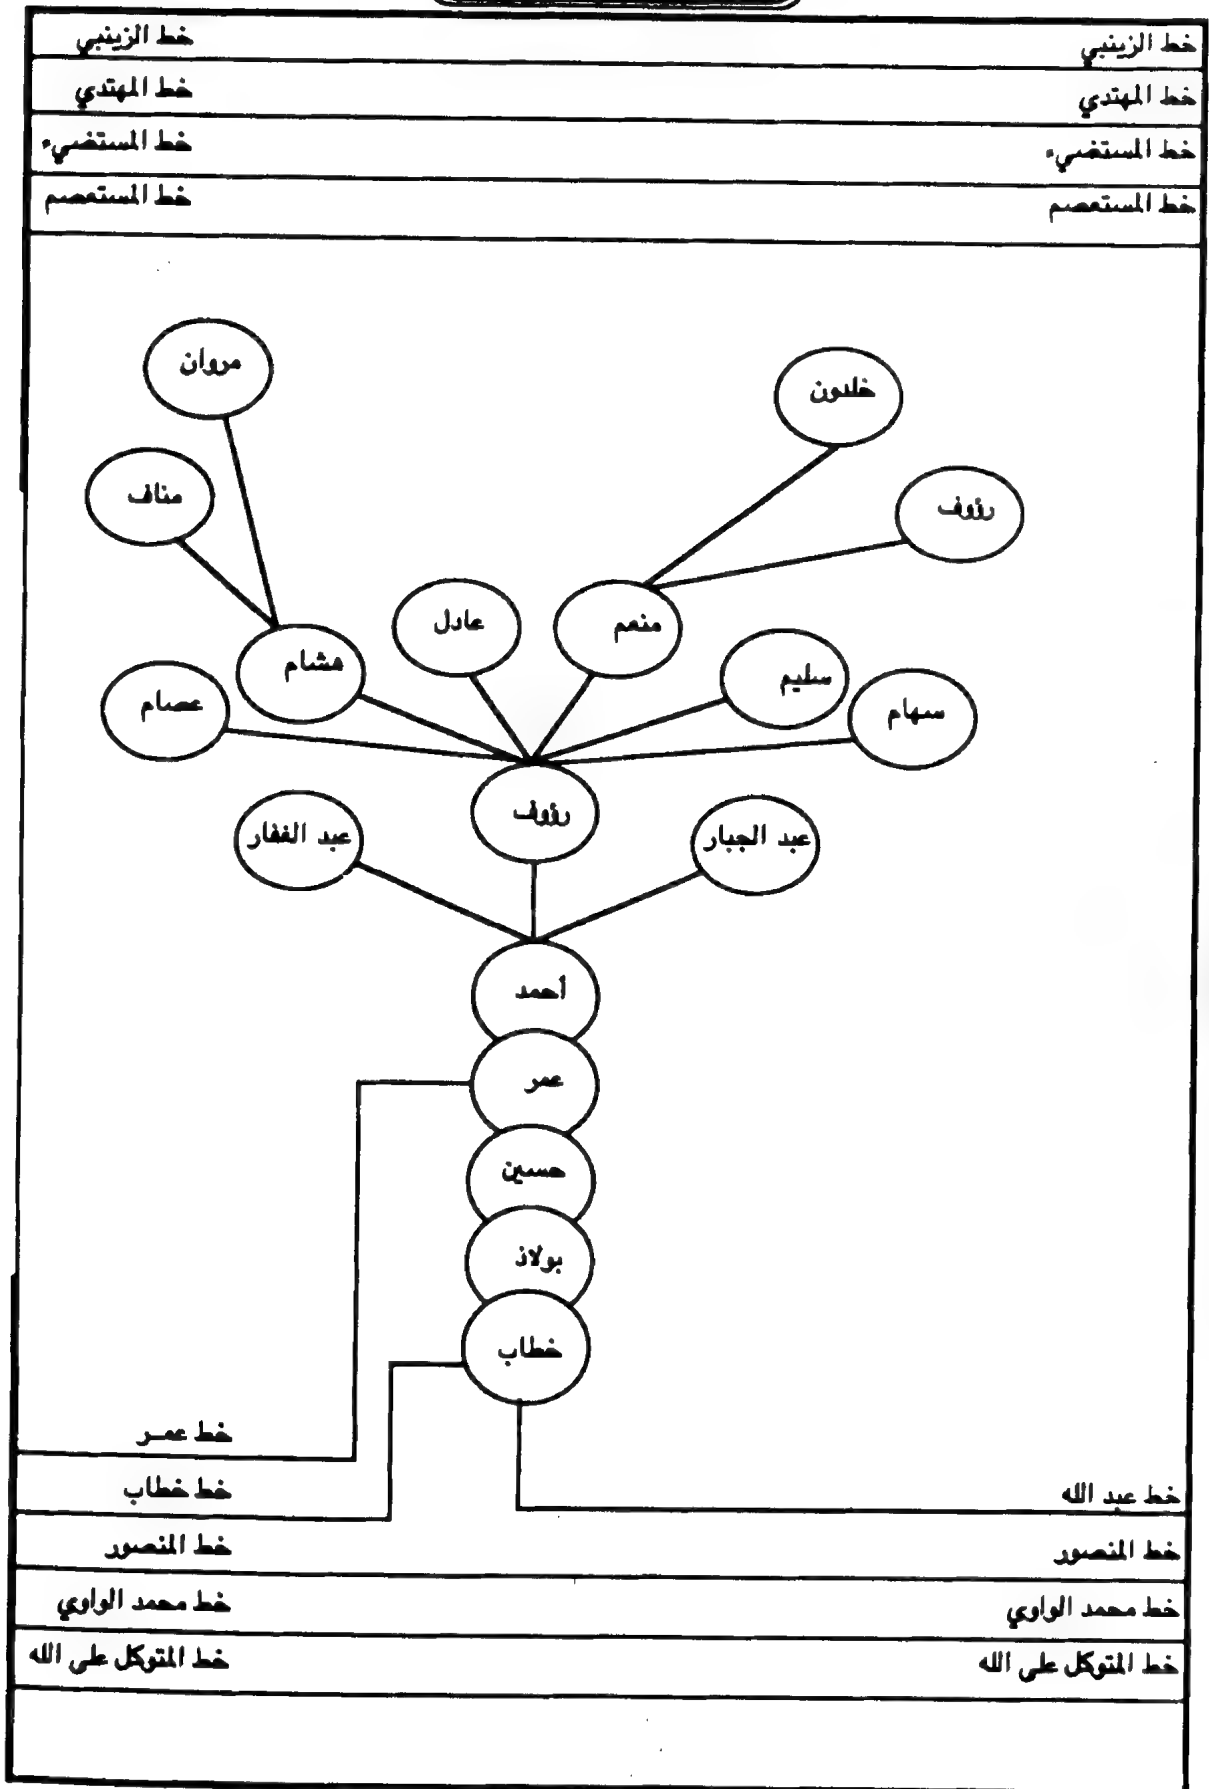 خط الزينبي
خط الزينبي
خط المهتدي
خط المهتدي
خط المستضيء
خط المستضيء
خط المستعصم
خط المستعصم
مروان
خلدون
مناف
رؤوف
عادل
منعم
هشام
سليم
عصام
سهام
رؤوف
عبد الجبار
عبد الغفار
أحمد
عمر
حسين
بولاذ
خطاب
خط عمـر
خط عبد الله
خط خطاب
خط المنصور
خط المنصور
خط محمد الواوي
خط محمد الواوي
خط المتوكل على الله
خط المتوكل على الله